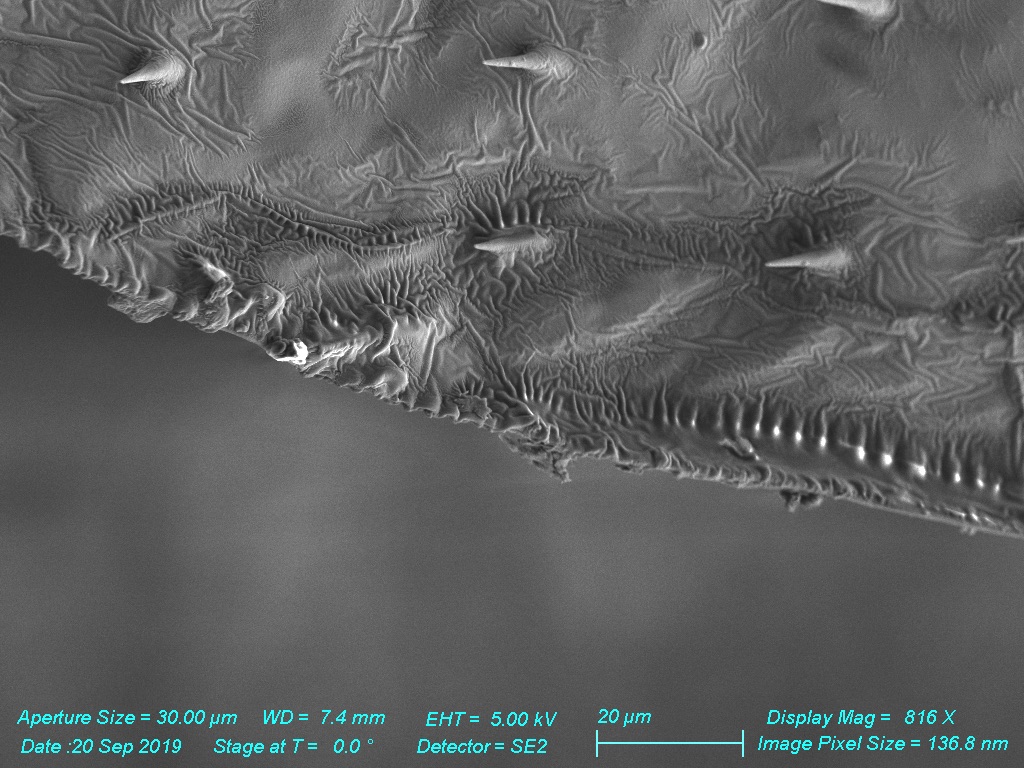 Aperture Size = 30.00 µm WD = 7.4 mm EHT = 5.00 kV 20 µm Display Mag = 816 X
Date :20 Sep 2019 Stage at T = 0.0 ° Detector = SE2 Image Pixel Size = 136.8 nm